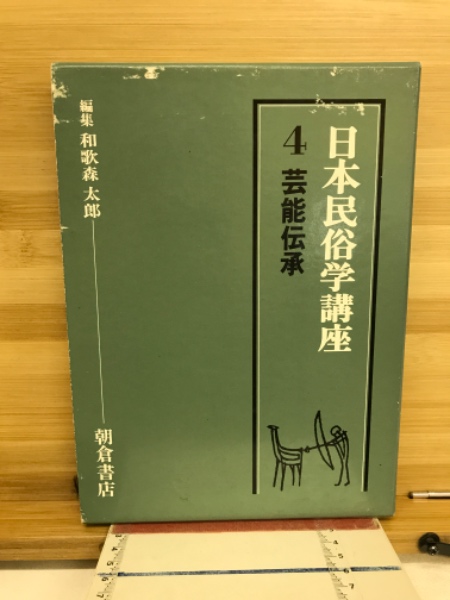 日本民俗学講座
4 芸能伝承
編集 和歌森太郎
朝倉書店